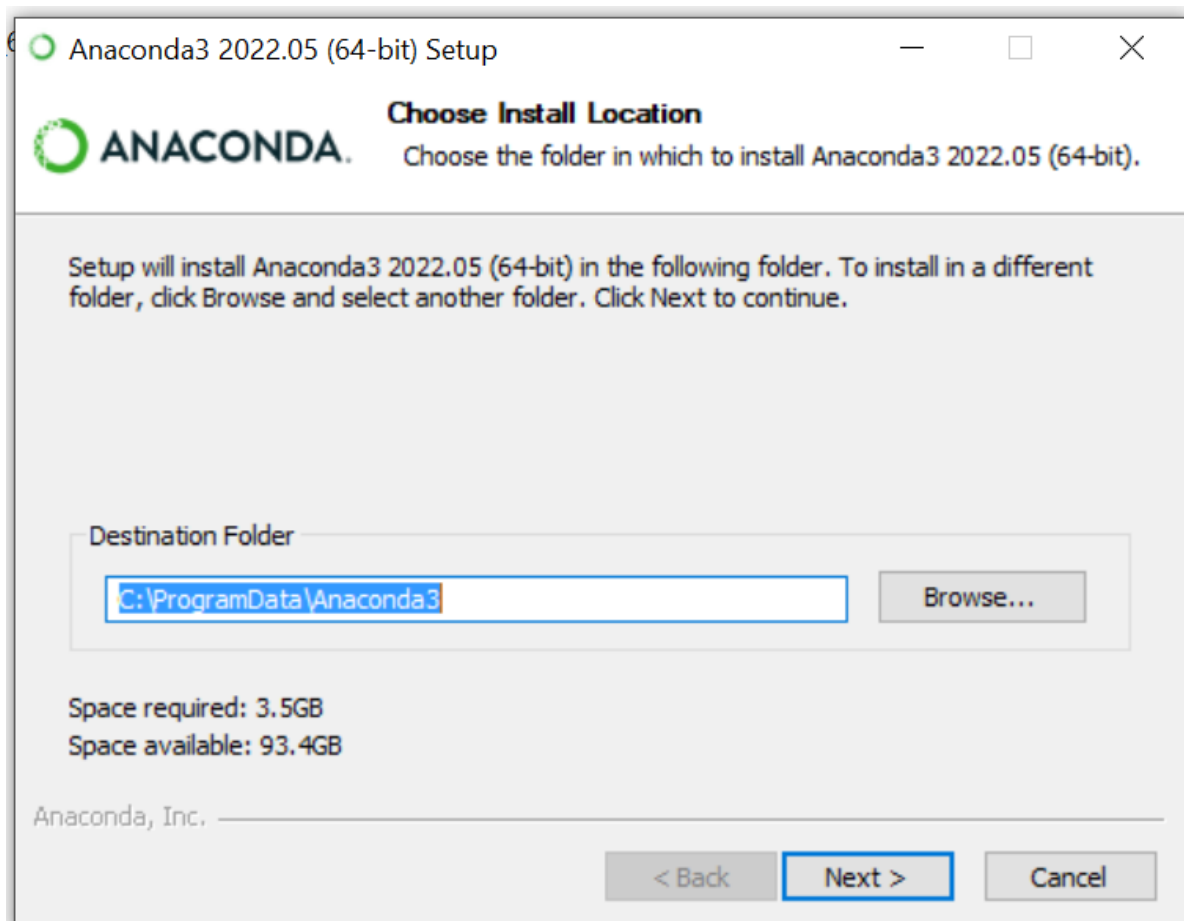 Anaconda3 2022.05 (64-bit) Setup
ANACONDA.
Choose Install Location
Choose the folder in which to install Anaconda3 2022.05 (64-bit).
Setup will install Anaconda3 2022.05 (64-bit) in the following folder. To install in a different
folder, click Browse and select another folder. Click Next to continue.
Destination Folder
C:\ProgramData\Anaconda3
Browse...
Space required: 3.5GB
Space available: 93.4GB
Anaconda, Inc.
< Back
Next >
Cancel